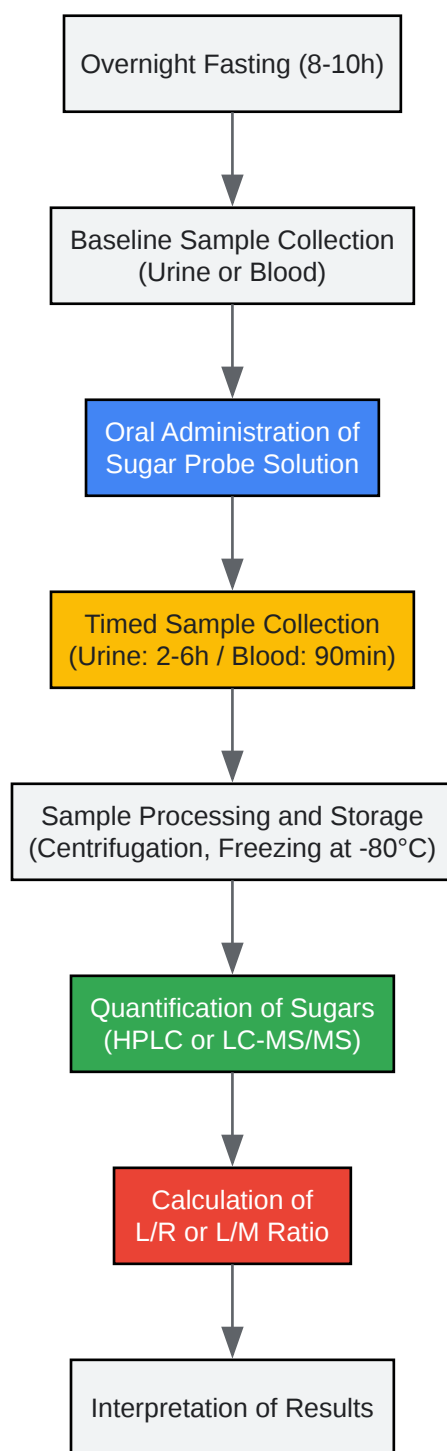 Overnight Fasting (8-10h)
Baseline Sample Collection
(Urine or Blood)
Oral Administration of
Sugar Probe Solution
Timed Sample Collection
(Urine: 2-6h / Blood: 90min)
Sample Processing and Storage
(Centrifugation, Freezing at -80°C)
Quantification of Sugars
(HPLC or LC-MS/MS)
Calculation of
L/R or L/M Ratio
Interpretation of Results